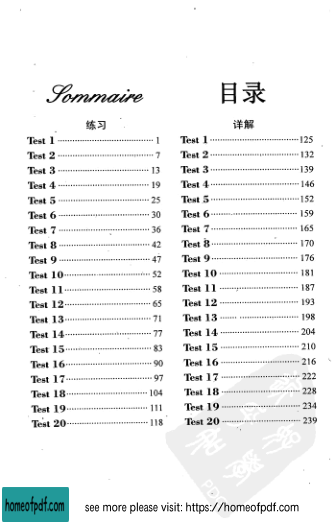 Sommaire 目录
练习
Test 1 ⋯⋯ 1
Test 2 ⋯⋯ 7
Test 3 ⋯⋯ 13
Test 4 ⋯⋯ 19
Test 5 ⋯⋯ 25
Test 6 ⋯⋯ 30
Test 7 ⋯⋯ 36
Test 8 ⋯⋯ 42
Test 9 ⋯⋯ 47
Test 10 ⋯⋯ 52
Test 11 ⋯⋯ 58
Test 12 ⋯⋯ 65
Test 13 ⋯⋯ 71
Test 14 ⋯⋯ 77
Test 15 ⋯⋯ 83
Test 16 ⋯⋯ 90
Test 17 ⋯⋯ 97
Test 18 ⋯⋯ 104
Test 19 ⋯⋯ 111
Test 20 ⋯⋯ 118
详解
Test 1 ⋯⋯ 125
Test 2 ⋯⋯ 132
Test 3 ⋯⋯ 139
Test 4 ⋯⋯ 146
Test 5 ⋯⋯ 152
Test 6 ⋯⋯ 159
Test 7 ⋯⋯ 165
Test 8 ⋯⋯ 170
Test 9 ⋯⋯ 176
Test 10 ⋯⋯ 181
Test 11 ⋯⋯ 187
Test 12 ⋯⋯ 193
Test 13 ⋯⋯ 198
Test 14 ⋯⋯ 204
Test 15 ⋯⋯ 210
Test 16 ⋯⋯ 216
Test 17 ⋯⋯ 222
Test 18 ⋯⋯ 228
Test 19 ⋯⋯ 234
Test 20 ⋯⋯ 239
homeofpdf.com
see more please visit: https://homeofpdf.com